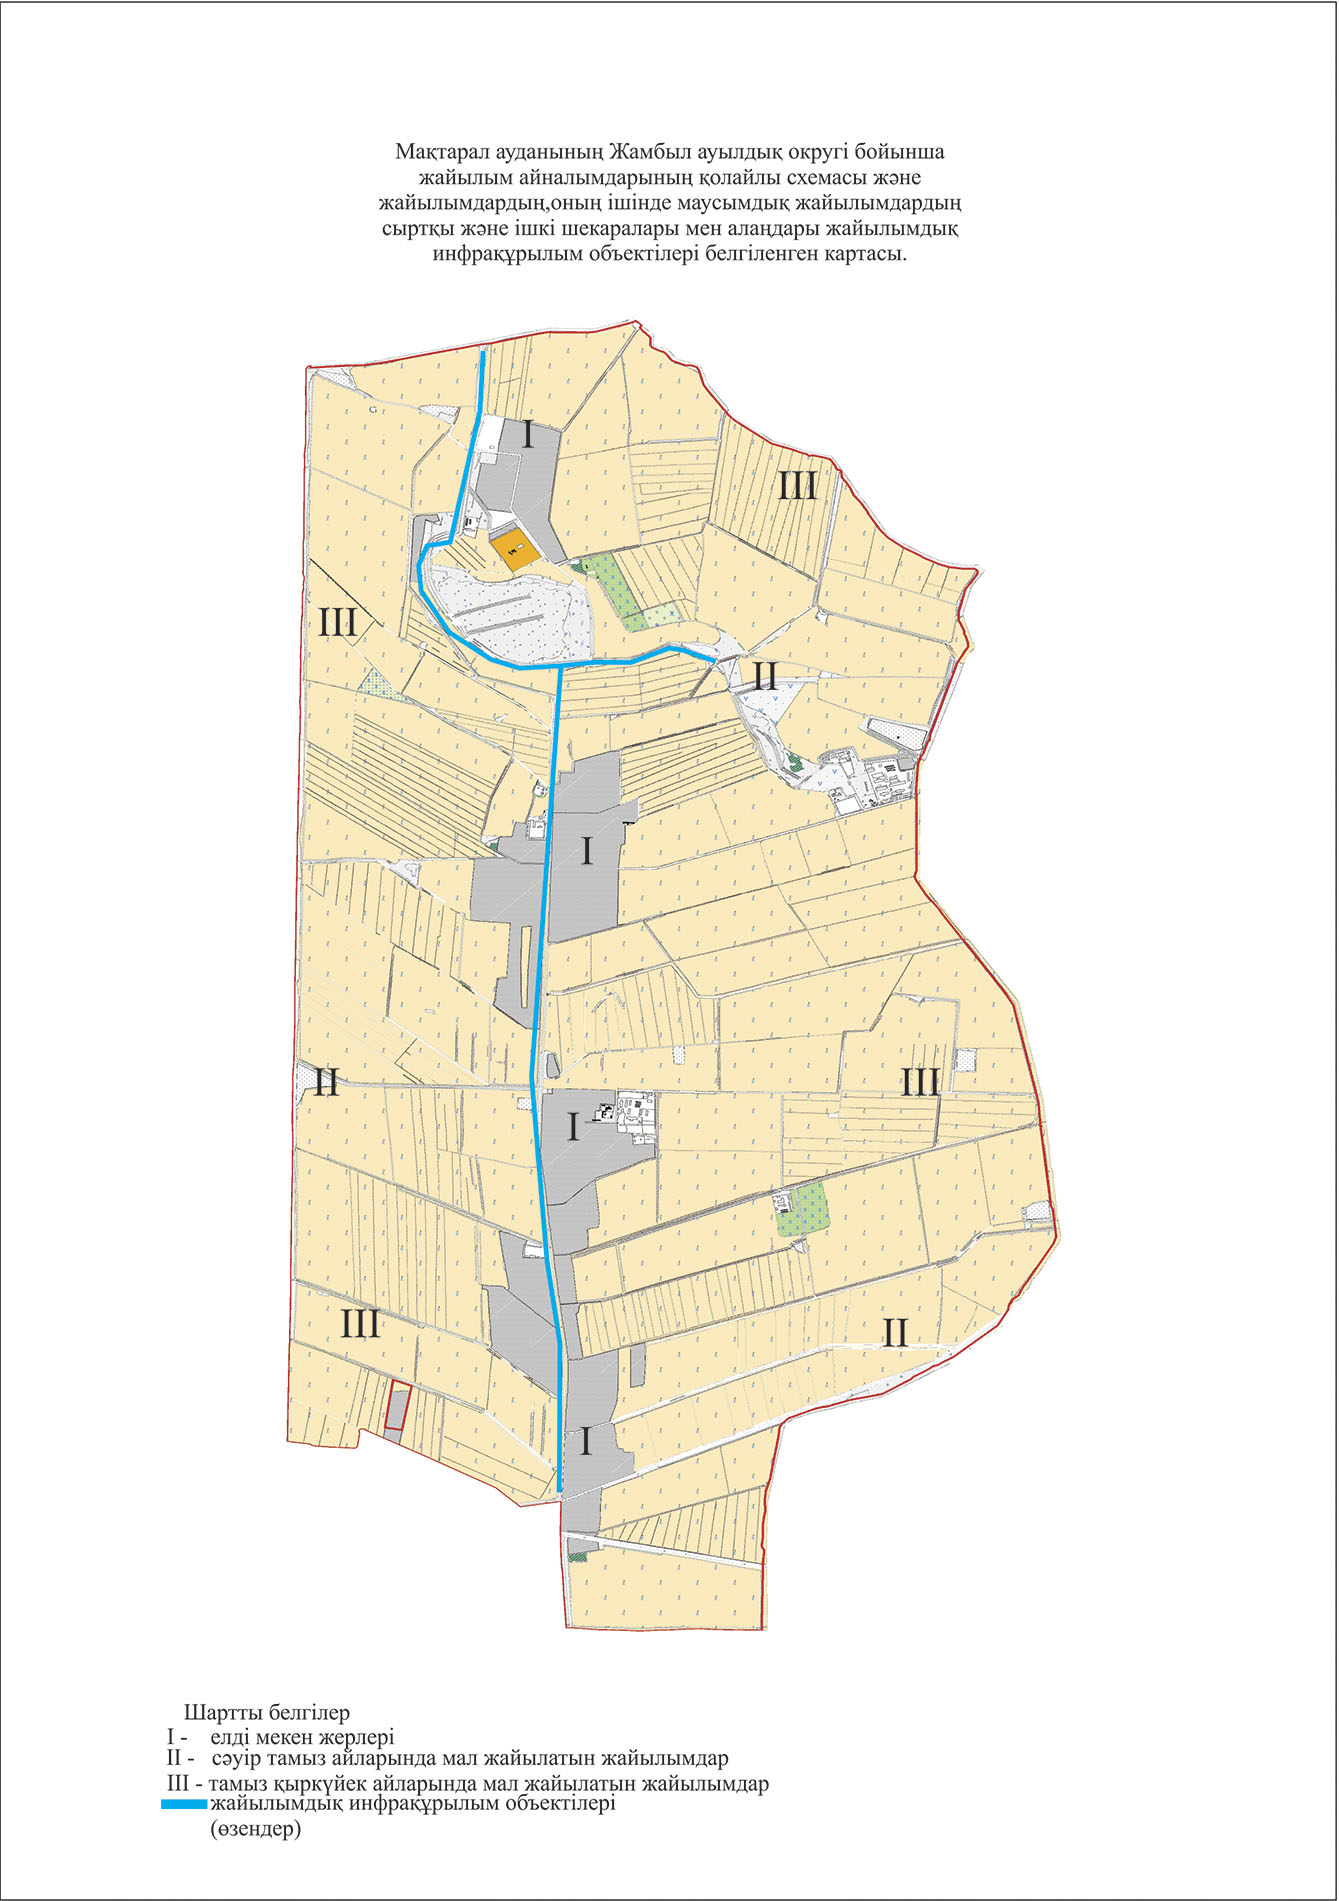 Мақтарал ауданының Жамбыл ауылдық округі бойынша
жайылым айналымдарының қолайлы схемасы және
жайылымдардың,оның ішінде маусымдық жайылымдардың
сыртқы және ішкі шекаралары мен алаңдары жайылымдық
инфрақұрылым объектілері белгіленген картасы.
I
III
III
II
I
II
III
I
III
II
I
Шартты белгілер
I - елді мекен жерлері
II - сәуір тамыз айларында мал жайылатын жайылымдар
III - тамыз қыркүйек айларында мал жайылатын жайылымдар
жайылымдық инфрақұрылым объектілері
(өзендер)